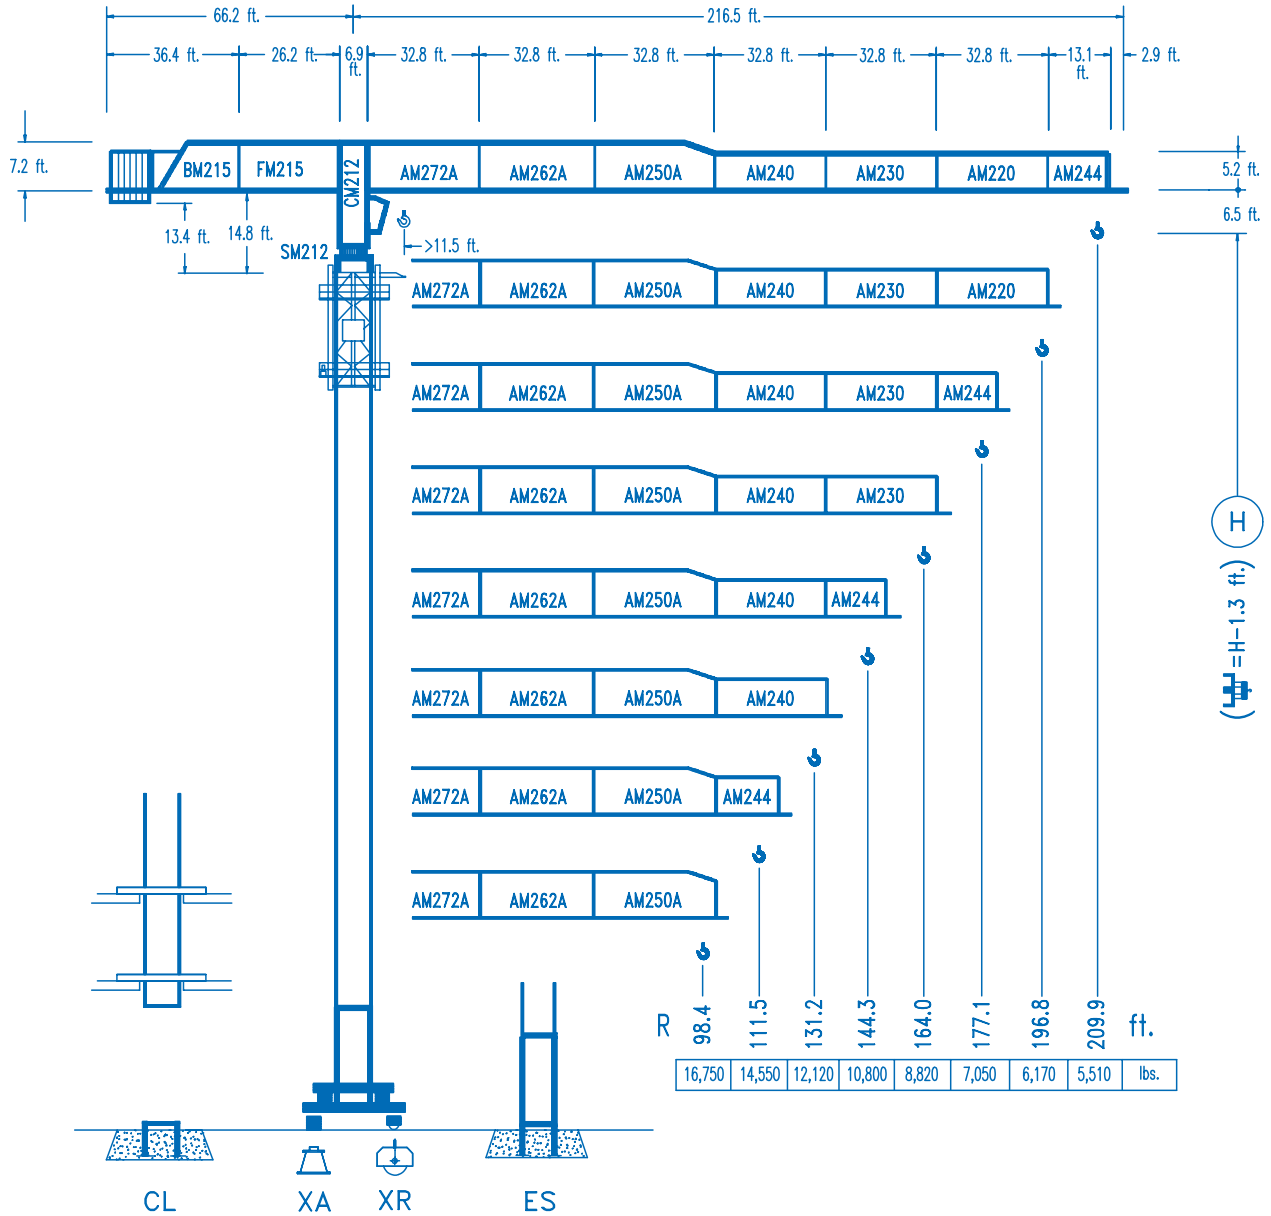 66.2 ft. 216.5 ft.
36.4 ft. 26.2 ft. 6.9 ft. 32.8 ft. 32.8 ft. 32.8 ft. 32.8 ft. 32.8 ft. 32.8 ft. 13.1 ft. 2.9 ft.
7.2 ft. BM215 FM215 CM212 AM272A AM262A AM250A AM240 AM230 AM220 AM244 5.2 ft.
13.4 ft. 14.8 ft. 6.5 ft.
SM212 >11.5 ft.
AM272A AM262A AM250A AM240 AM230 AM220
AM272A AM262A AM250A AM240 AM230 AM244
AM272A AM262A AM250A AM240 AM230
H
(=H-1.3 ft.)
AM272A AM262A AM250A AM240 AM244
AM272A AM262A AM250A AM240
AM272A AM262A AM250A AM244
AM272A AM262A AM250A
R 98.4 111.5 131.2 144.3 164.0 177.1 196.8 209.9 ft.
16,750 14,550 12,120 10,800 8,820 7,050 6,170 5,510 lbs.
CL XA XR ES